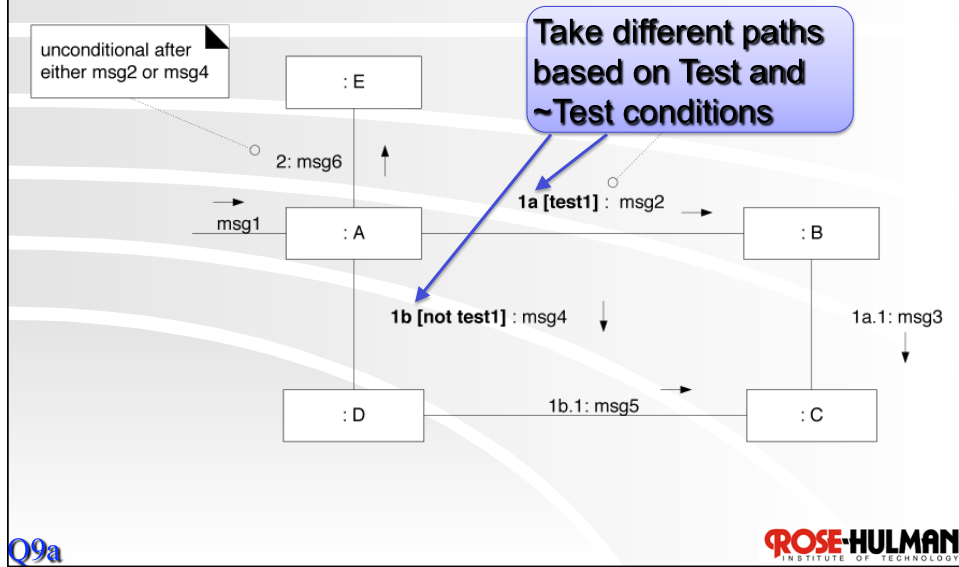 unconditional after
either msg2 or msg4
Take different paths
based on Test and
~Test conditions
: E
2: msg6
1a [test1] : msg2
msg1
: A
: B
1b [not test1] : msg4
1a.1: msg3
: D
1b.1: msg5
: C
Q9a
ROSE-HULMAN
INSTITUTE OF TECHNOLOGY